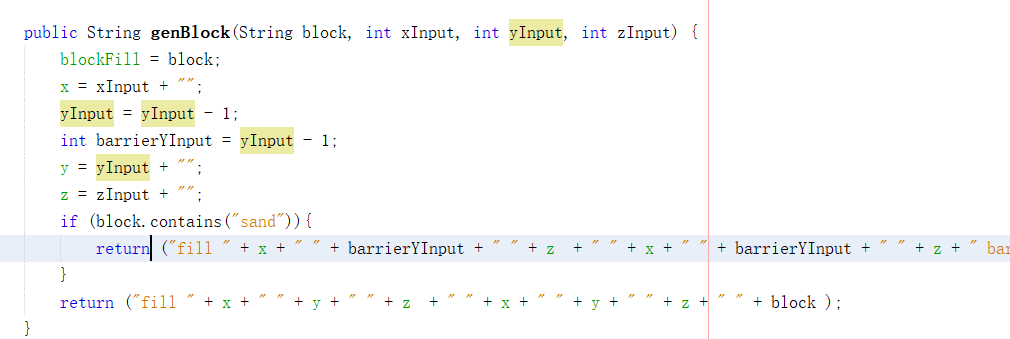 public String genBlock(String block, int xInput, int yInput, int zInput) {
blockFill = block;
x = xInput + "";
yInput = yInput - 1;
int barrierYInput = yInput - 1;
y = yInput + "";
z = zInput + "";
if (block.contains("sand")){
return ("fill " + x + " " + barrierYInput + " " + z  + " " + x + " " + barrierYInput + " " + z + " bar
}
return ("fill " + x + " " + y + " " + z  + " " + x + " " + y + " " + z + " " + block );
}